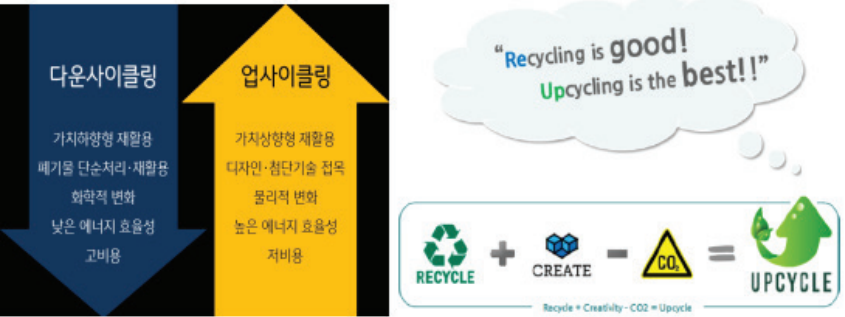 다운사이클링
가치하향형 재활용
폐기물 단순처리·재활용
화학적 변화
낮은 에너지 효율성
고비용
업사이클링
가치상향형 재활용
디자인·첨단기술 접목
물리적 변화
높은 에너지 효율성
저비용
“Recycling is good!
Upcycling is the best!!”
RECYCLE + CREATE - CO₂ = UPCYCLE
Recycle + Creativity - CO2 = Upcycle